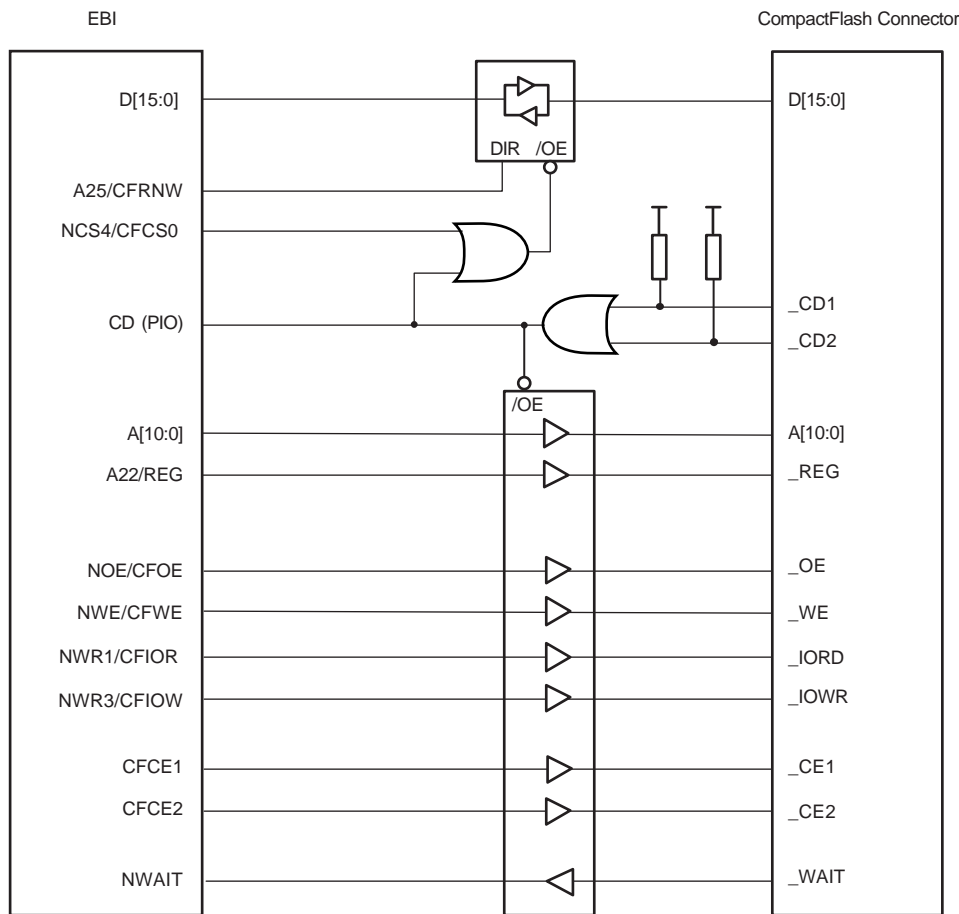 EBI
CompactFlash Connector
D[15:0]
D[15:0]
DIR /OE
A25/CFRNW
NCS4/CFCS0
_CD1
CD (PIO)
_CD2
/OE
A[10:0]
A[10:0]
A22/REG
_REG
NOE/CFOE
_OE
NWE/CFWE
_WE
NWR1/CFIOR
_IORD
NWR3/CFIOW
_IOWR
CFCE1
_CE1
CFCE2
_CE2
NWAIT
_WAIT